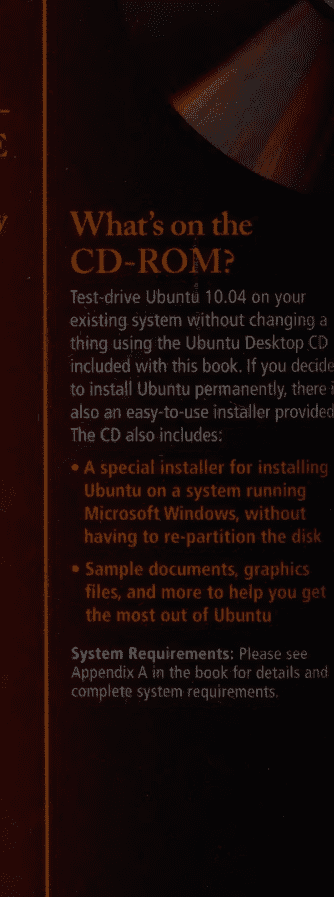 What's on the
CD-ROM?
Test-drive Ubuntu 10.04 on your
existing system without changing a
thing using the Ubuntu Desktop CD
included with this book. If you decide
to install Ubuntu permanently, there
also an easy-to-use installer provided
The CD also includes:
• A special installer for installing
Ubuntu on a system running
Microsoft Windows, without
having to re-partition the disk
• Sample documents, graphics
files, and more to help you get
the most out of Ubuntu
System Requirements: Please see
Appendix A in the book for details and
complete system requirements.